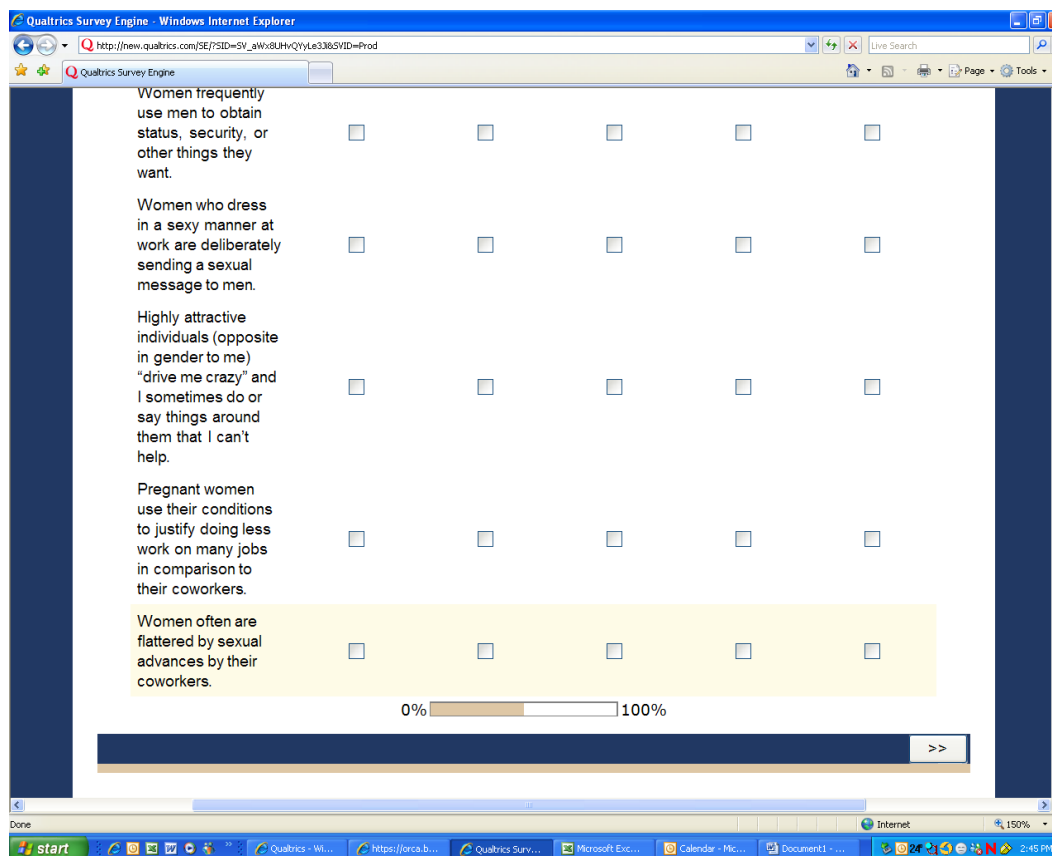 Qualtrics Survey Engine - Windows Internet Explorer
http://new.qualtrics.com/SE/?SID=SV_aWx8UHvQYyLe33i&SVID=Prod
Live Search
Qualtrics Survey Engine
Page
Tools
Women frequently
use men to obtain
status, security, or
other things they
want.
Women who dress
in a sexy manner at
work are deliberately
sending a sexual
message to men.
Highly attractive
individuals (opposite
in gender to me)
“drive me crazy” and
I sometimes do or
say things around
them that I can’t
help.
Pregnant women
use their conditions
to justify doing less
work on many jobs
in comparison to
their coworkers.
Women often are
flattered by sexual
advances by their
coworkers.
0% 100%
>>
Done
Internet
150%
start
Qualtrics - Wi...
https://orca.b...
Qualtrics Surv...
Microsoft Exc...
Calendar - Mic...
Document1 - ...
2:45 PM